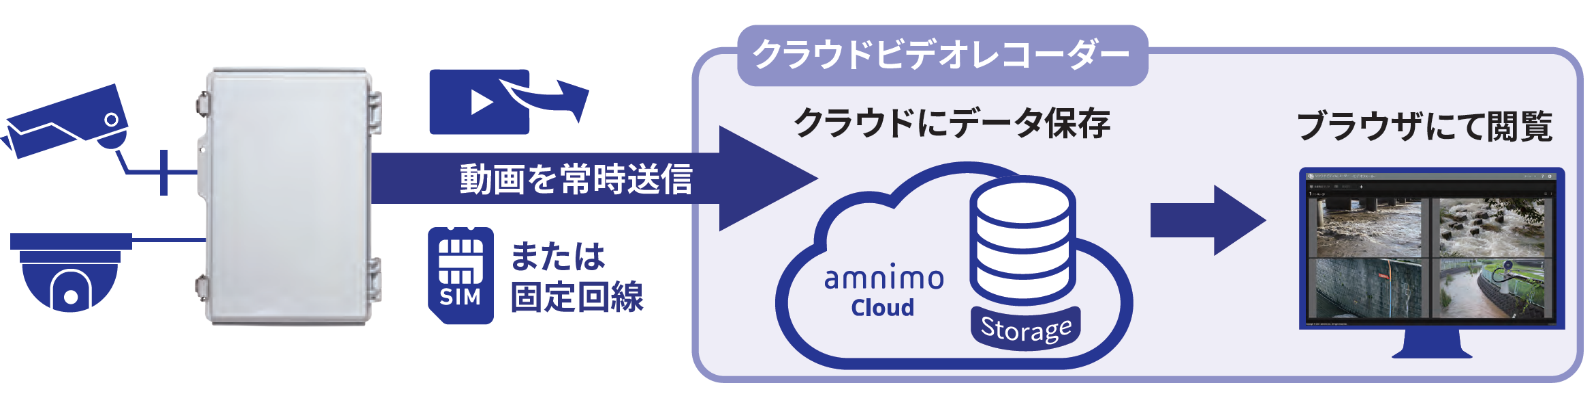 クラウドビデオレコーダー
クラウドにデータ保存
ブラウザにて閲覧
動画を常時送信
SIM
または
固定回線
amnimo
Cloud
Storage